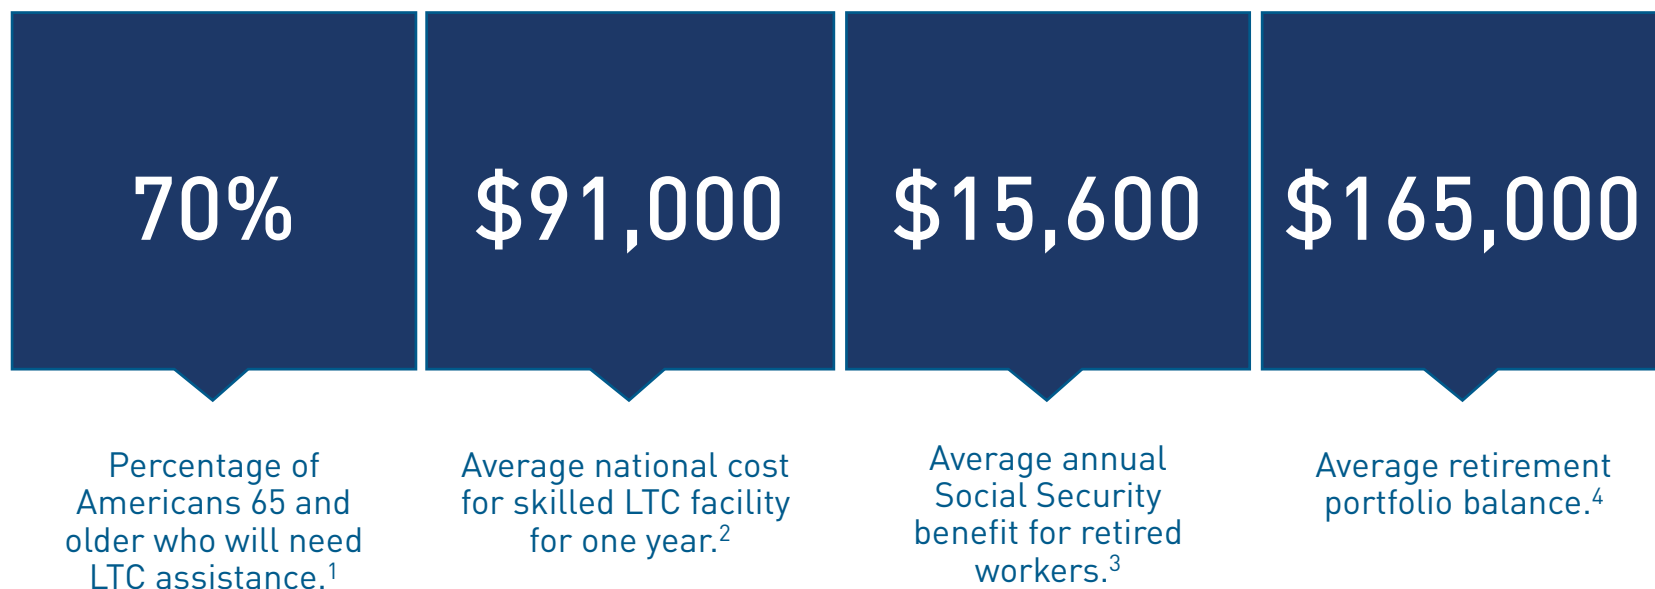 70%
$91,000
$15,600
$165,000
Percentage of
Americans 65 and
older who will need
LTC assistance.1
Average national cost
for skilled LTC facility
for one year.2
Average annual
Social Security
benefit for retired
workers.3
Average retirement
portfolio balance.4